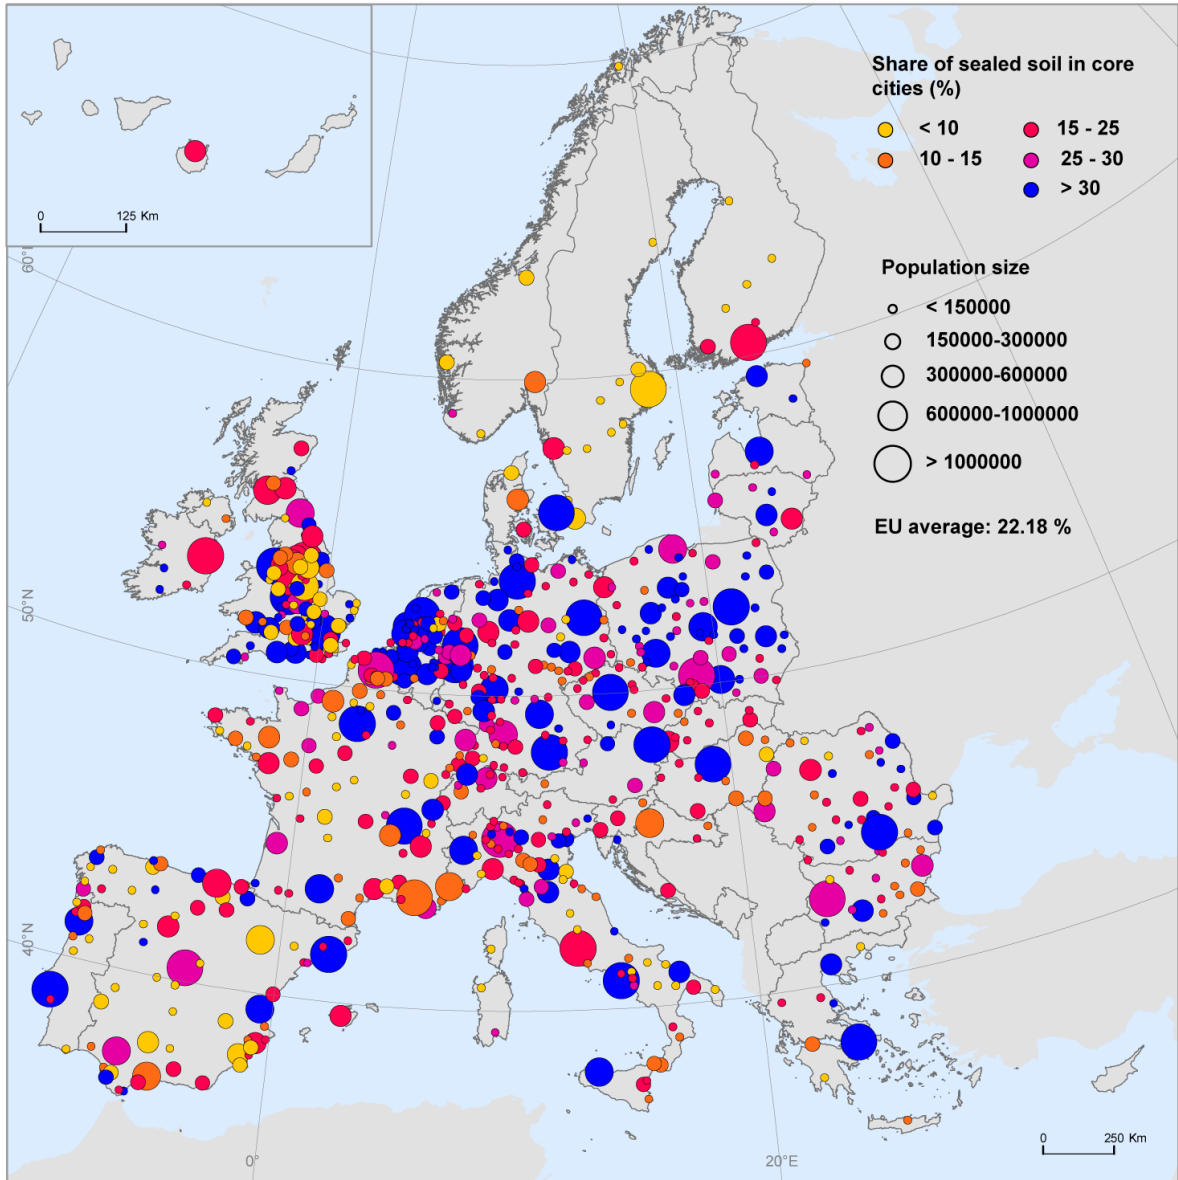 Share of sealed soil in core
cities (%)
< 10
15 - 25
10 - 15
25 - 30
> 30
0
125 Km
60°
Population size
< 150000
150000-300000
300000-600000
600000-1000000
> 1000000
EU average: 22.18 %
50°N
40°N
0
250 Km
0°
20°E